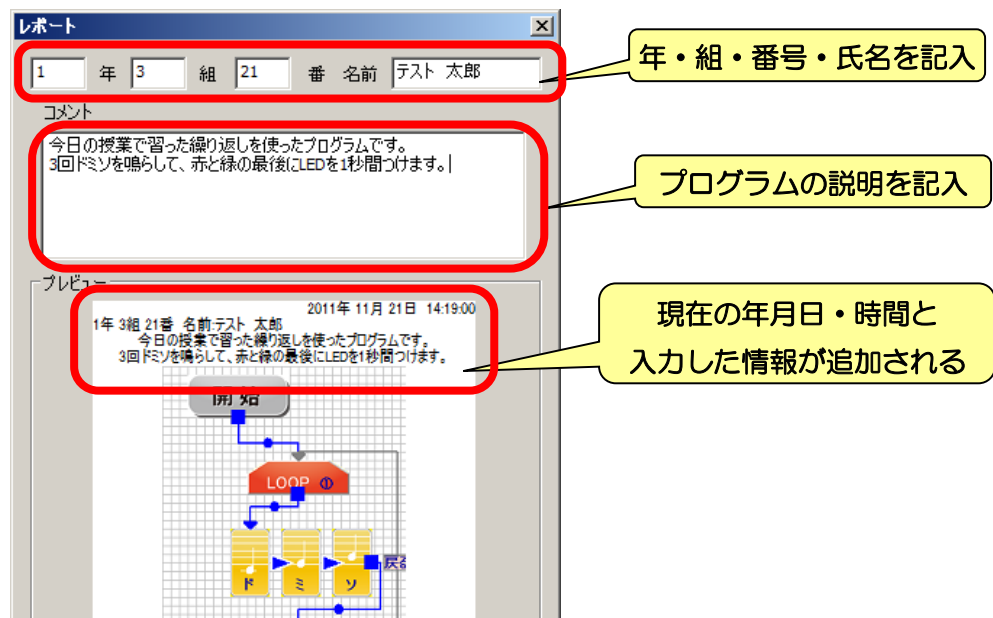 レポート
1 年 3 組 21 番 名前 テスト 太郎
年・組・番号・氏名を記入
コメント
今日の授業で習った繰り返しを使ったプログラムです。
3回ドミソを鳴らして、赤と緑の最後にLEDを1秒間つけます。
プログラムの説明を記入
プレビュー
2011年 11月 21日 14:19:00
1年 3組 21番 名前:テスト 太郎
今日の授業で習った繰り返しを使ったプログラムです。
3回ドミソを鳴らして、赤と緑の最後にLEDを1秒間つけます。
現在の年月日・時間と
入力した情報が追加される
開始
LOOP ①
ド ミ ソ